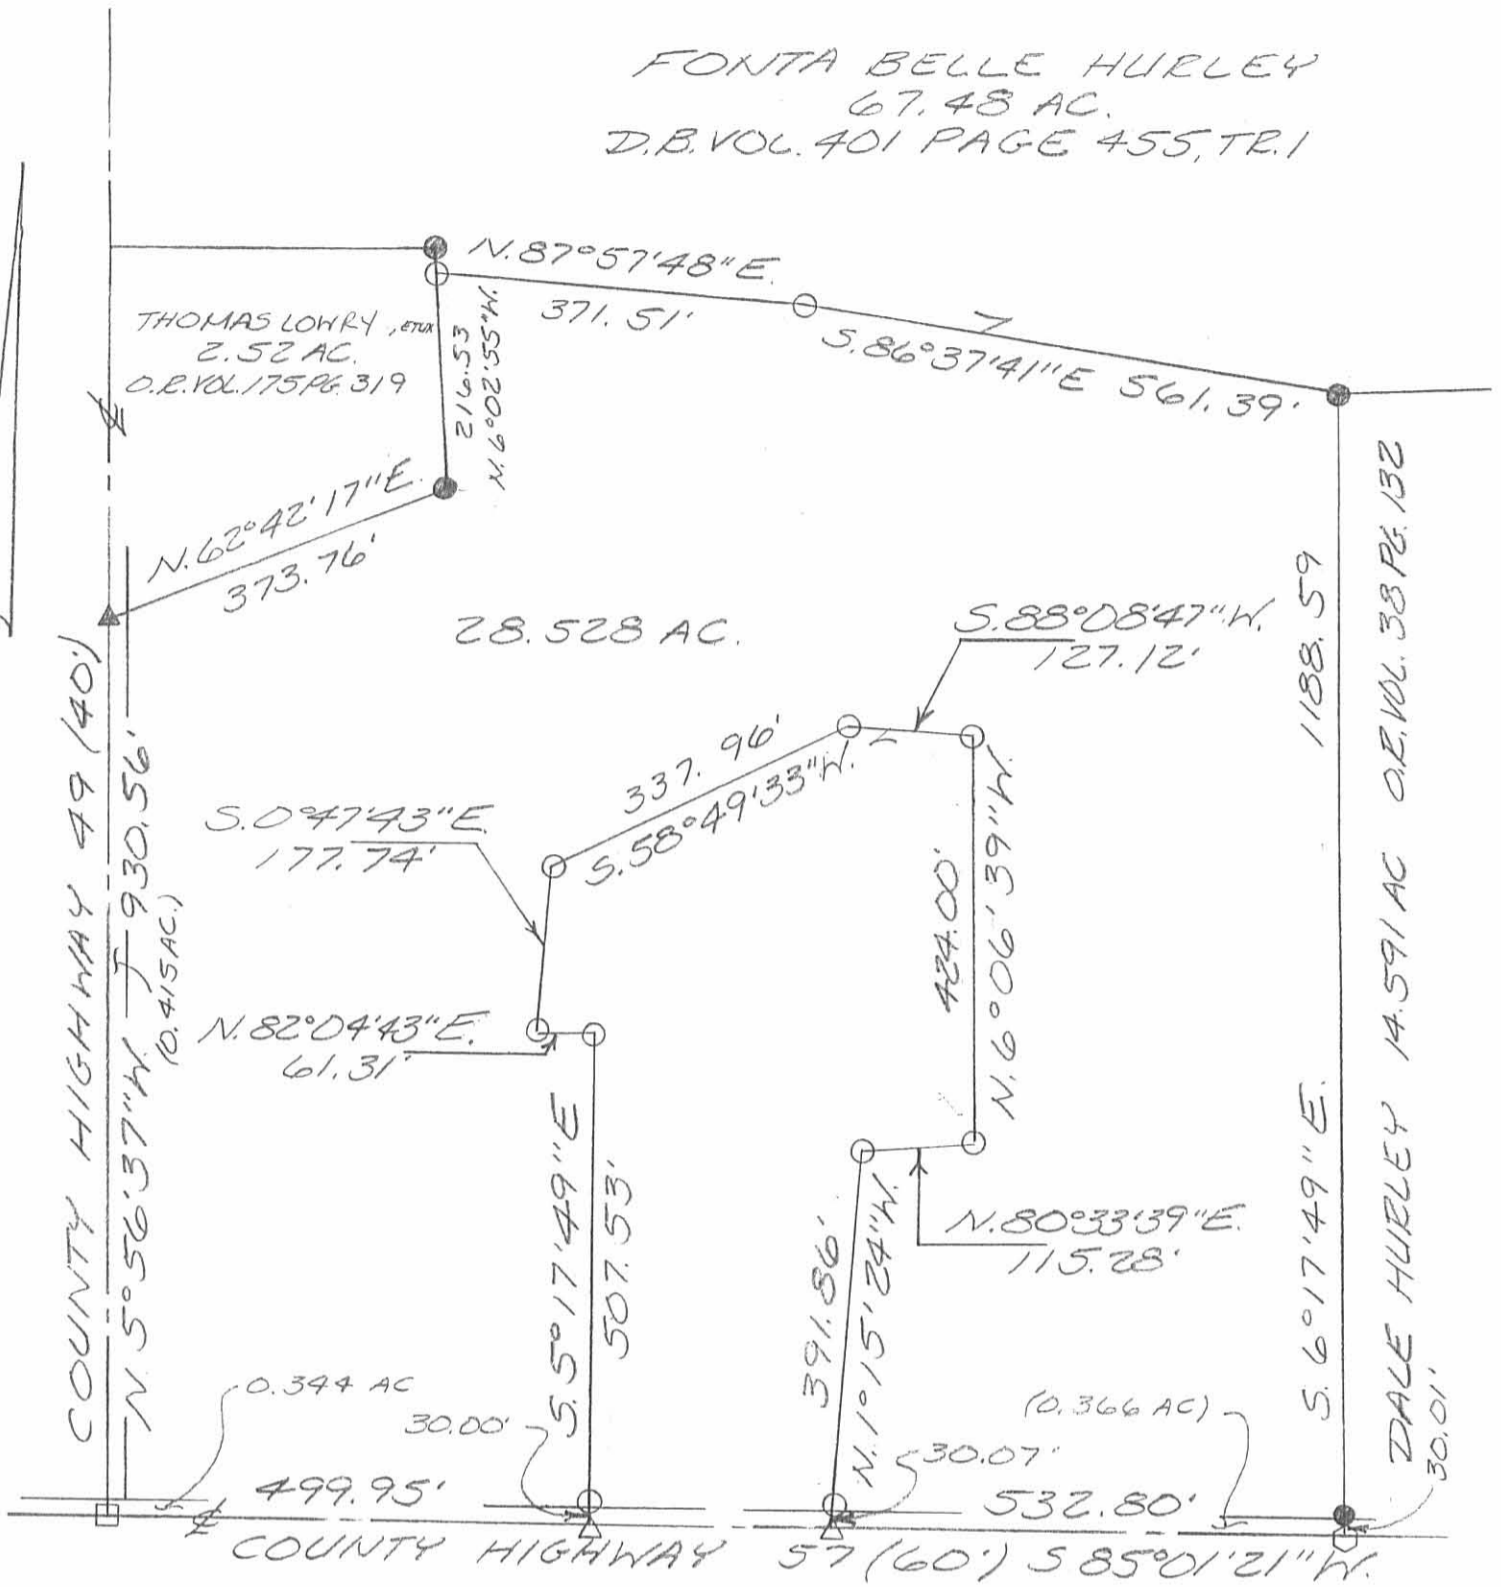 FONTA BELLE HURLEY
67.48 AC.
D.B. VOL. 401 PAGE 455, TR. 1
N. 87°57'48" E.
371.51'
THOMAS LOWRY, ETUX
2.52 AC.
O.R. VOL. 175 PG. 319
216.53
N. 6°02'55" W.
S. 86°37'41" E 561.39'
N. 62°42'17" E.
373.76'
28.528 AC.
S. 88°08'47" W.
127.12'
1188.59
S. 6°17'49" E.
DALE HURLEY 14.591 AC O.R. VOL. 38 PG. 132
30.01'
337.96'
S. 58°49'33" W.
S. 0°47'43" E.
177.74'
COUNTY HIGHWAY 49 (40')
N. 5°56'37" W. 930.56'
(0.415 AC.)
424.00'
N. 6°06'39" W.
N. 82°04'43" E.
61.31'
S. 5°17'49" E
507.53'
391.86'
N. 1°15'24" W.
N. 80°33'39" E.
115.28'
0.344 AC
30.00'
(0.366 AC)
30.07'
499.95'
532.80'
COUNTY HIGHWAY 57 (60') S 85°01'21" W.